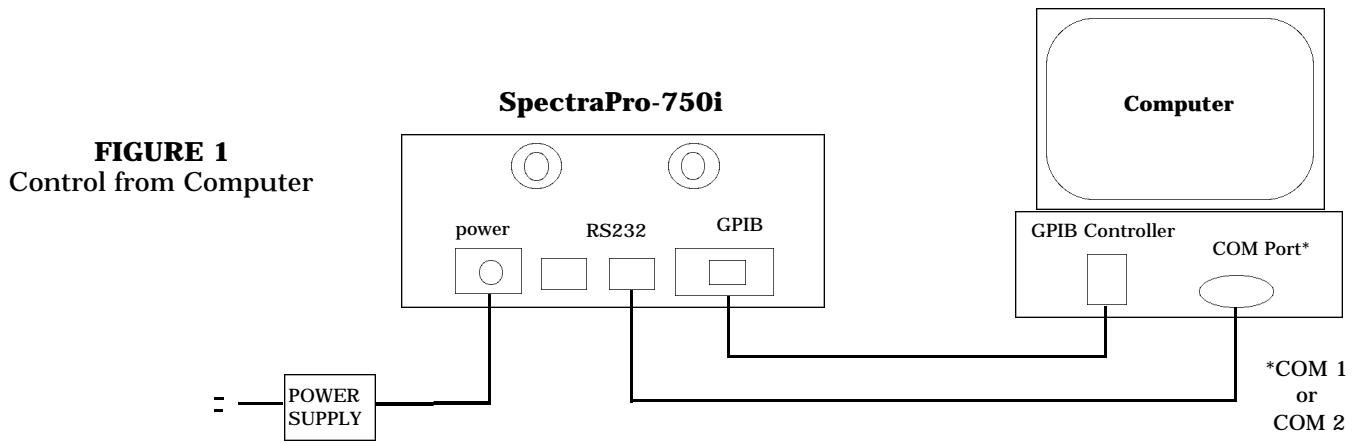 FIGURE 1
Control from Computer
SpectraPro-750i
power
RS232
GPIB
Computer
GPIB Controller
COM Port*
POWER
SUPPLY
*COM 1
or
COM 2